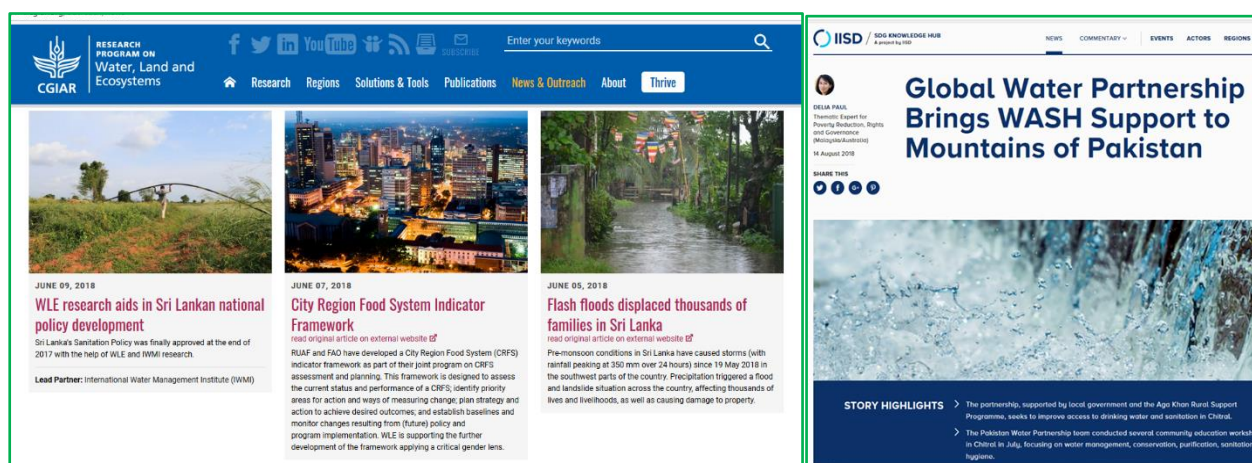 RESEARCH
PROGRAM ON
Water, Land and
Ecosystems
CGIAR
You Tube
SUBSCRIBE
Enter your keywords
Research Regions Solutions & Tools Publications News & Outreach About Thrive
JUNE 09, 2018
WLE research aids in Sri Lankan national
policy development
Sri Lanka's Sanitation Policy was finally approved at the end of
2017 with the help of WLE and IWMI research.
Lead Partner: International Water Management Institute (IWMI)
JUNE 07, 2018
City Region Food System Indicator
Framework
read original article on external website
RUAF and FAO have developed a City Region Food System (CRFS)
indicator framework as part of their joint program on CRFS
assessment and planning. This framework is designed to assess
the current status and performance of a CRFS; identify priority
areas for action and ways of measuring change; plan strategy and
action to achieve desired outcomes; and establish baselines and
monitor changes resulting from (future) policy and
program implementation. WLE is supporting the further
development of the framework applying a critical gender lens.
JUNE 05, 2018
Flash floods displaced thousands of
families in Sri Lanka
read original article on external website
Pre-monsoon conditions in Sri Lanka have caused storms (with
rainfall peaking at 350 mm over 24 hours) since 19 May 2018 in
the southwest parts of the country. Precipitation triggered a flood
and landslide situation across the country, affecting thousands of
lives and livelihoods, as well as causing damage to property.
IISD / SDG KNOWLEDGE HUB
A project by IISD
NEWS COMMENTARY EVENTS ACTORS REGIONS
DELIA PAUL
Thematic Expert for
Poverty Reduction, Rights
and Governance
(Malaysia/Australia)
14 August 2018
SHARE THIS
Global Water Partnership
Brings WASH Support to
Mountains of Pakistan
STORY HIGHLIGHTS
The partnership, supported by local government and the Aga Khan Rural Support
Programme, seeks to improve access to drinking water and sanitation in Chitral.
The Pakistan Water Partnership team conducted several community education
in Chitral in July, focusing on water management, conservation, purification,
hygiene.